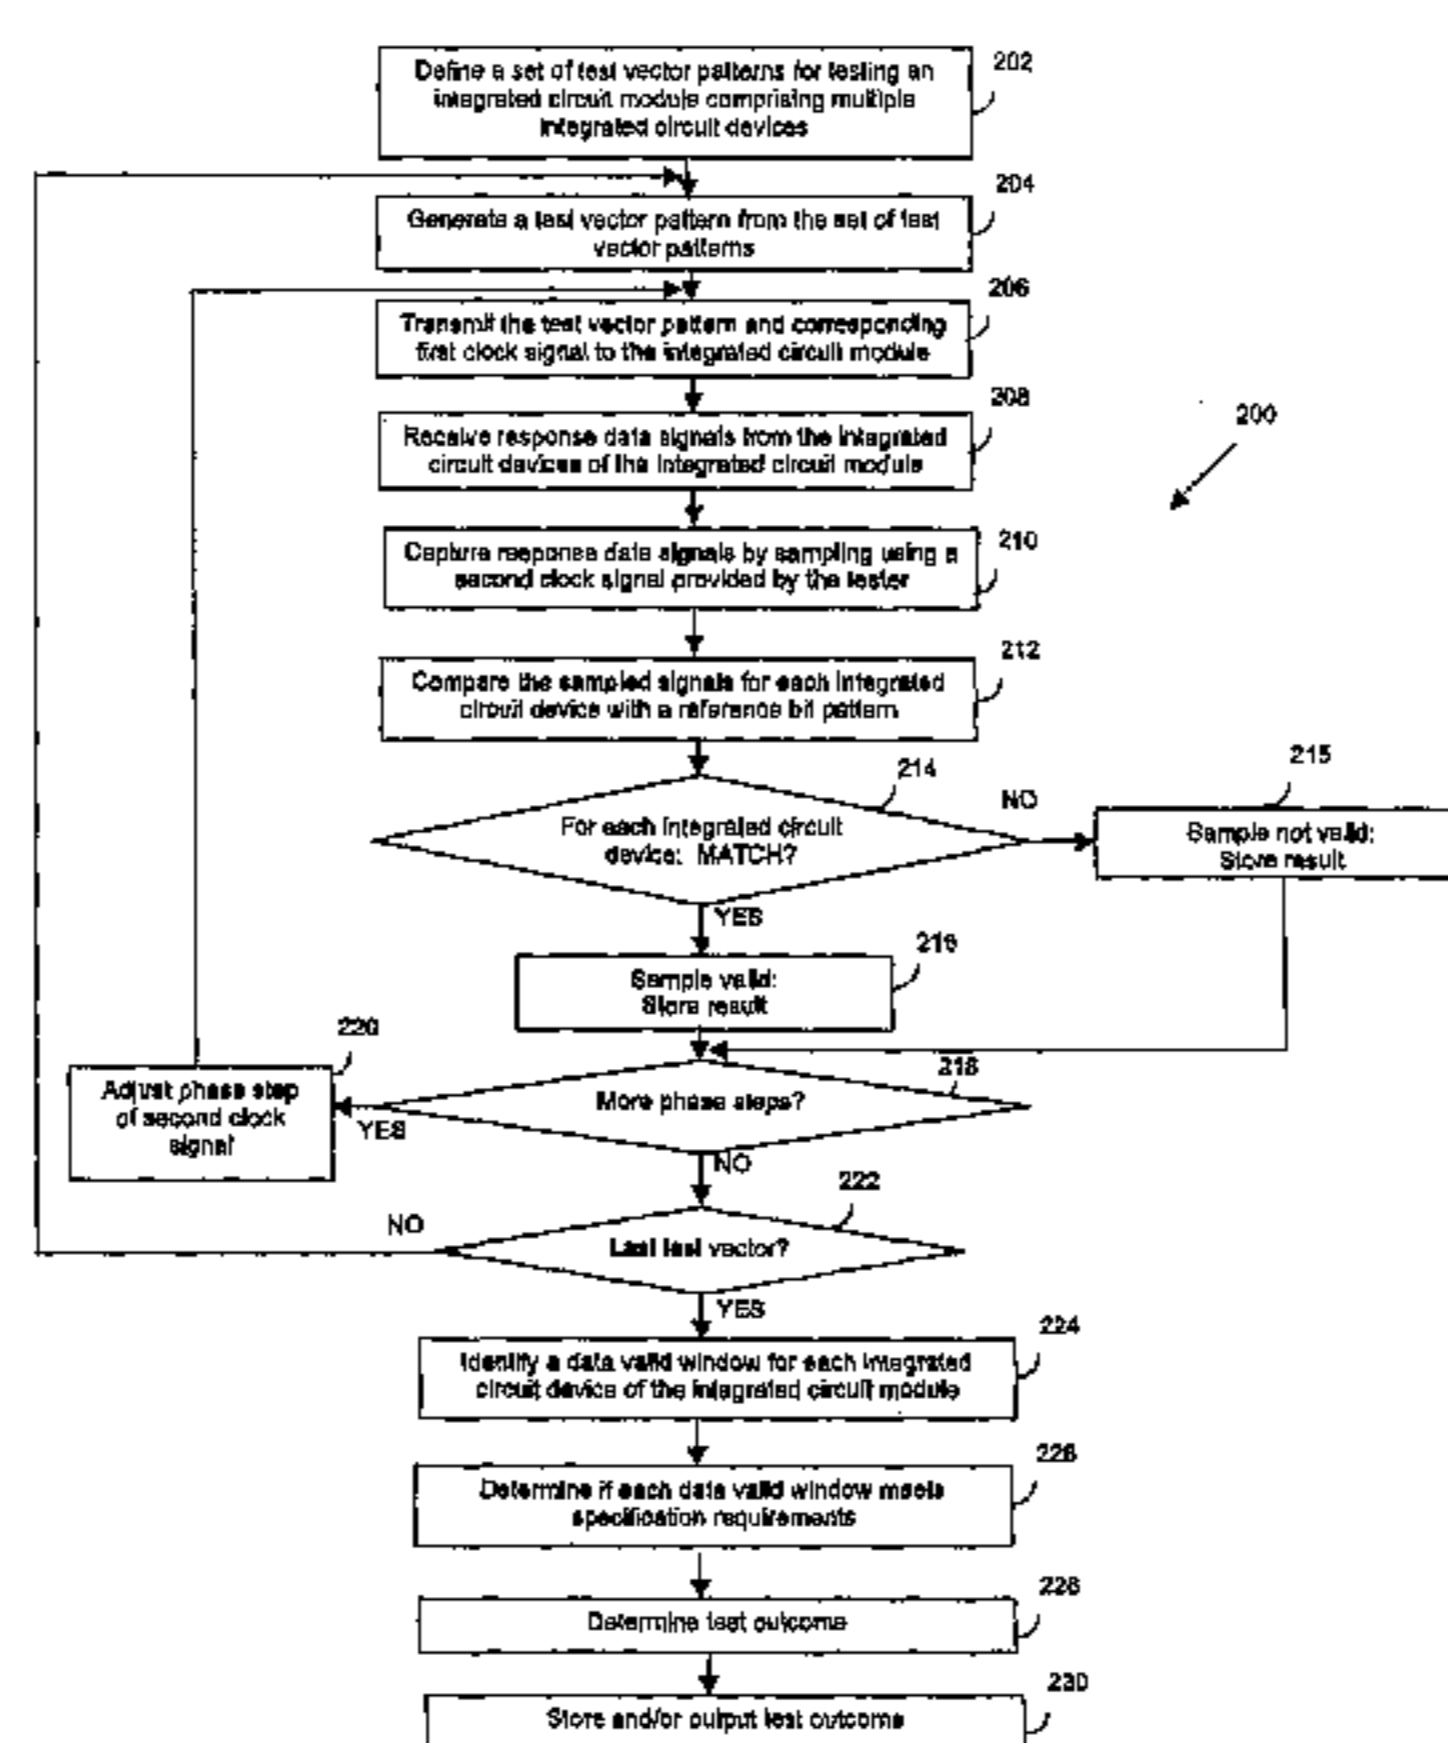 202
Define a set of test vector patterns for testing an
integrated circuit module comprising multiple
integrated circuit devices
204
Generate a test vector pattern from the set of test
vector patterns
206
Transmit the test vector pattern and corresponding
first clock signal to the integrated circuit module
208
Receive response data signals from the integrated
circuit devices of the integrated circuit module
200
210
Capture response data signals by sampling using a
second clock signal provided by the tester
212
Compare the sampled signals for each integrated
circuit device with a reference bit pattern
214
For each integrated circuit
device: MATCH?
NO
215
Sample not valid:
Store result
YES
216
Sample valid:
Store result
218
More phase steps?
YES
220
Adjust phase step
of second clock
signal
NO
222
Last test vector?
NO
YES
224
Identify a data valid window for each integrated
circuit device of the integrated circuit module
226
Determine if each data valid window meets
specification requirements
228
Determine test outcome
230
Store and/or output test outcome